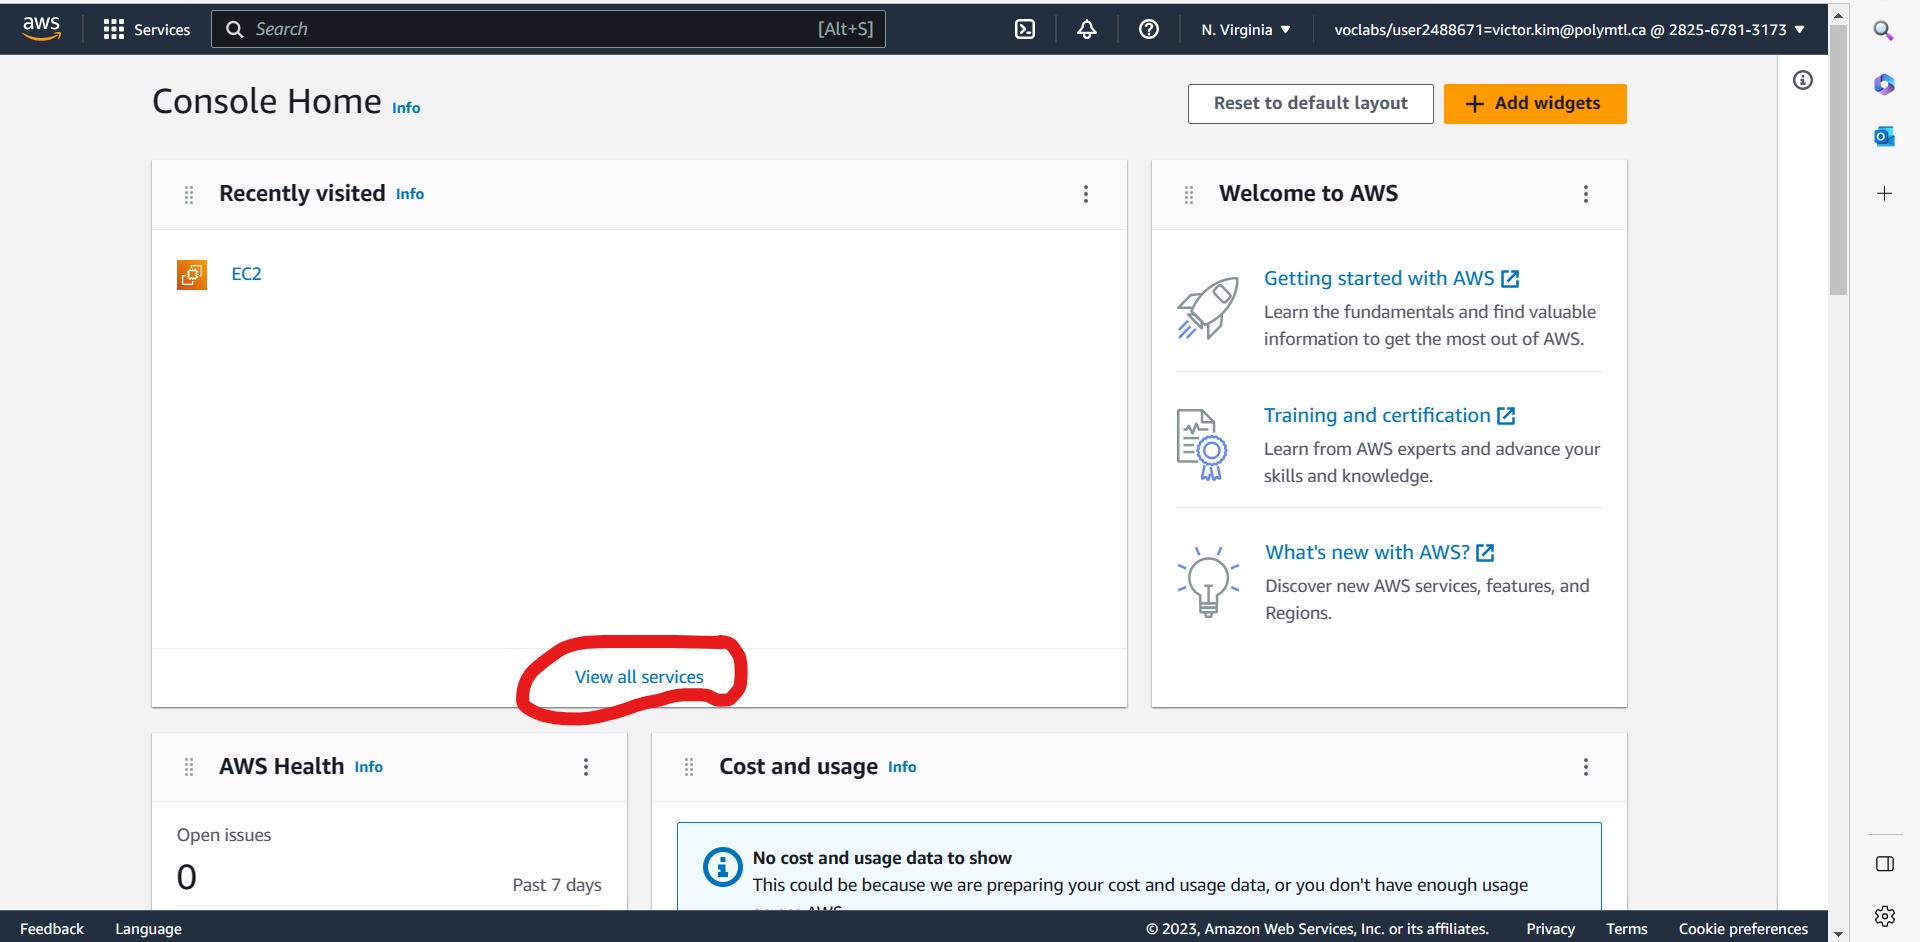 aws
Services
Search
[Alt+S]
N. Virginia
voclabs/user2488671=victor.kim@polymtl.ca @ 2825-6781-3173
Console Home Info
Reset to default layout
Add widgets
Recently visited Info
EC2
View all services
Welcome to AWS
Getting started with AWS
Learn the fundamentals and find valuable
information to get the most out of AWS.
Training and certification
Learn from AWS experts and advance your
skills and knowledge.
What's new with AWS?
Discover new AWS services, features, and
Regions.
AWS Health Info
Open issues
0
Past 7 days
Cost and usage Info
No cost and usage data to show
This could be because we are preparing your cost and usage data, or you don't have enough usage
AWS
Feedback
Language
© 2023, Amazon Web Services, Inc. or its affiliates.
Privacy
Terms
Cookie preferences